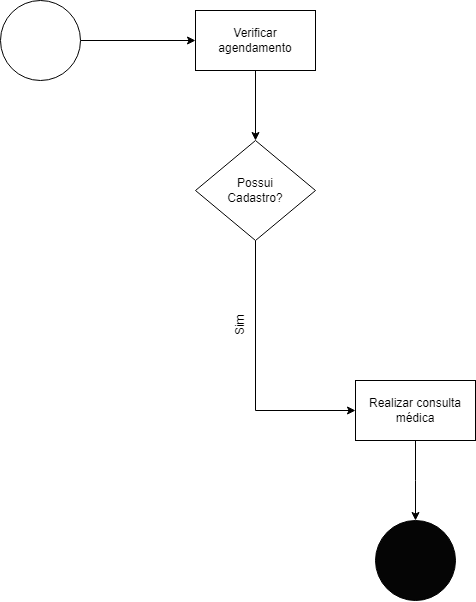 Verificar
agendamento
Possui
Cadastro?
Sim
Realizar consulta
médica